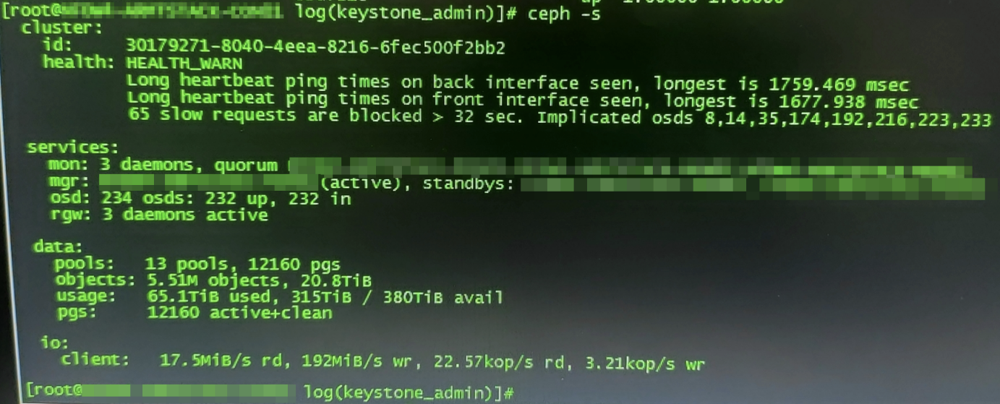 [root@ log(keystone_admin)]# ceph -s
cluster:
id: 30179271-8040-4eea-8216-6fec500f2bb2
health: HEALTH_WARN
Long heartbeat ping times on back interface seen, longest is 1759.469 msec
Long heartbeat ping times on front interface seen, longest is 1677.938 msec
65 slow requests are blocked > 32 sec. Implicated osds 8,14,35,174,192,216,223,233
services:
mon: 3 daemons, quorum
mgr: (active), standbys:
osd: 234 osds: 232 up, 232 in
rgw: 3 daemons active
data:
pools: 13 pools, 12160 pgs
objects: 5.51M objects, 20.8TiB
usage: 65.1TiB used, 315TiB / 380TiB avail
pgs: 12160 active+clean
io:
client: 17.5MiB/s rd, 192MiB/s wr, 22.57kop/s rd, 3.21kop/s wr
[root@ log(keystone_admin)]#